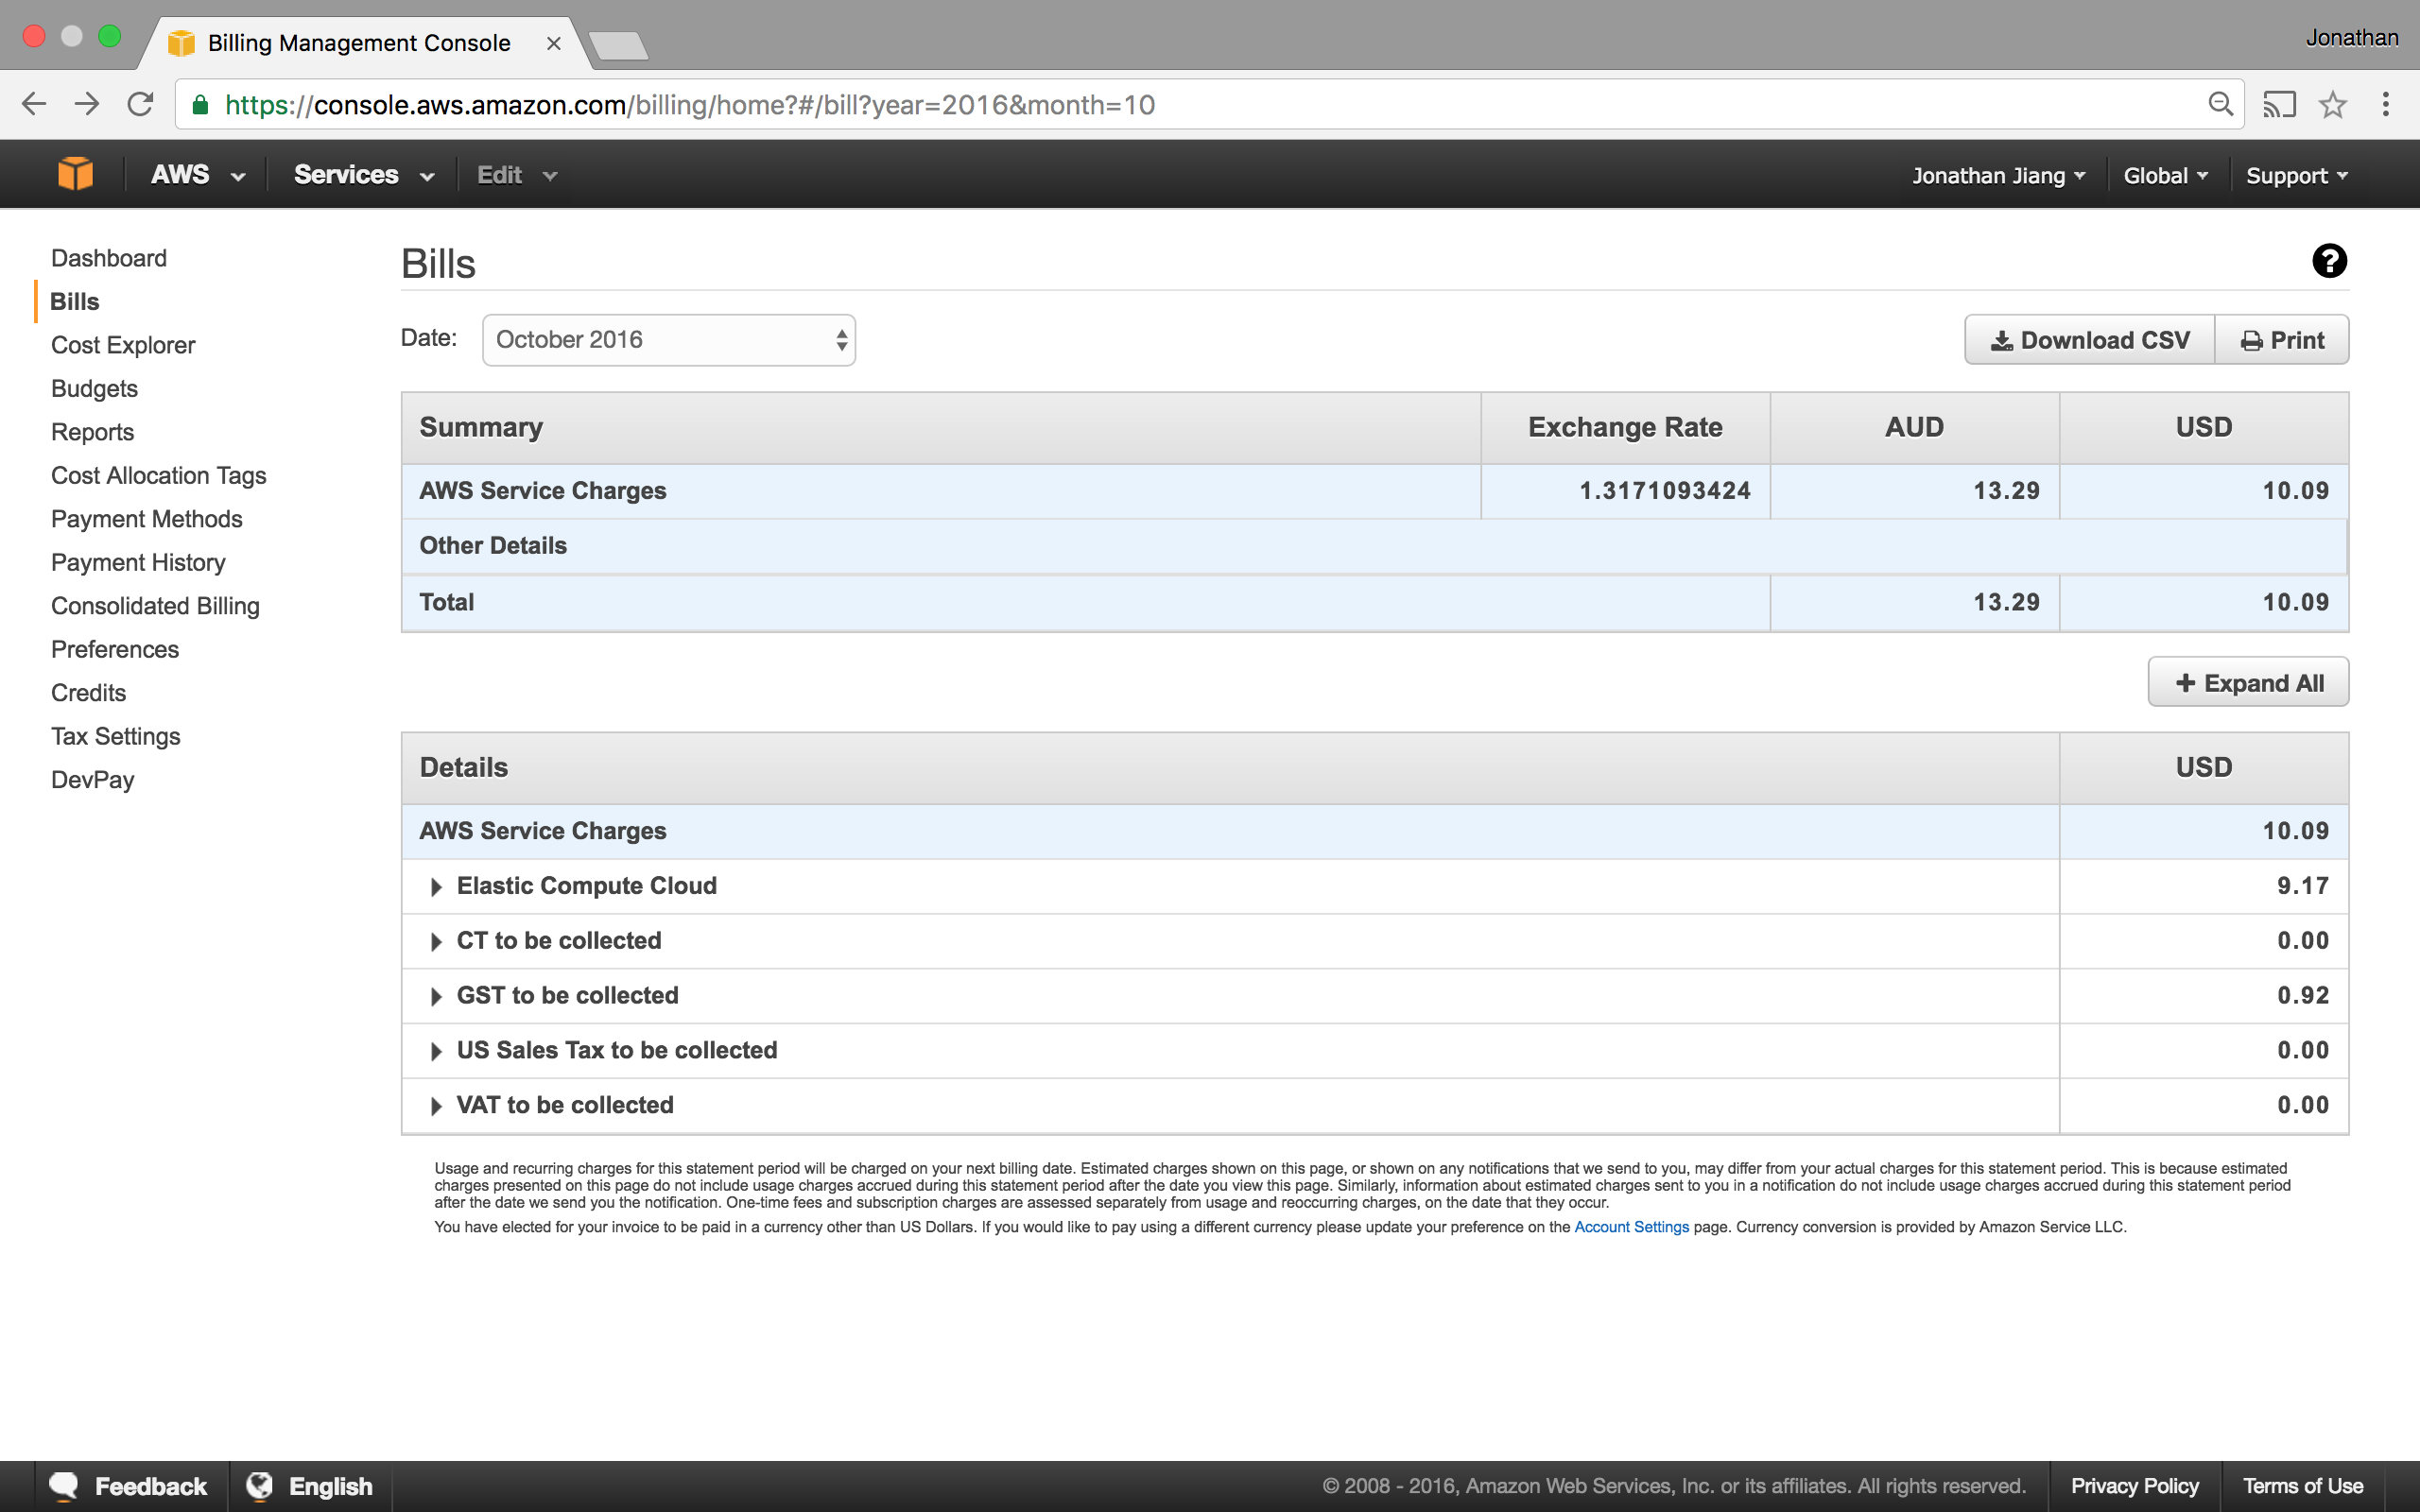 Billing Management Console
Jonathan
https://console.aws.amazon.com/billing/home?#/bill?year=2016&month=10
AWS Services Edit Jonathan Jiang Global Support
Dashboard
Bills
Cost Explorer
Budgets
Reports
Cost Allocation Tags
Payment Methods
Payment History
Consolidated Billing
Preferences
Credits
Tax Settings
DevPay
Bills
?
Date: October 2016 Download CSV Print
Summary Exchange Rate AUD USD
AWS Service Charges 1.3171093424 13.29 10.09
Other Details
Total 13.29 10.09
+ Expand All
Details USD
AWS Service Charges 10.09
Elastic Compute Cloud 9.17
CT to be collected 0.00
GST to be collected 0.92
US Sales Tax to be collected 0.00
VAT to be collected 0.00
Usage and recurring charges for this statement period will be charged on your next billing date. Estimated charges shown on this page, or shown on any notifications that we send to you, may differ from your actual charges for this statement period. This is because estimated
charges presented on this page do not include usage charges accrued during this statement period after the date you view this page. Similarly, information about estimated charges sent to you in a notification do not include usage charges accrued during this statement period
after the date we send you the notification. One-time fees and subscription charges are assessed separately from usage and reoccurring charges, on the date that they occur.
You have elected for your invoice to be paid in a currency other than US Dollars. If you would like to pay using a different currency please update your preference on the Account Settings page. Currency conversion is provided by Amazon Service LLC.
Feedback English © 2008 - 2016, Amazon Web Services, Inc. or its affiliates. All rights reserved. Privacy Policy Terms of Use